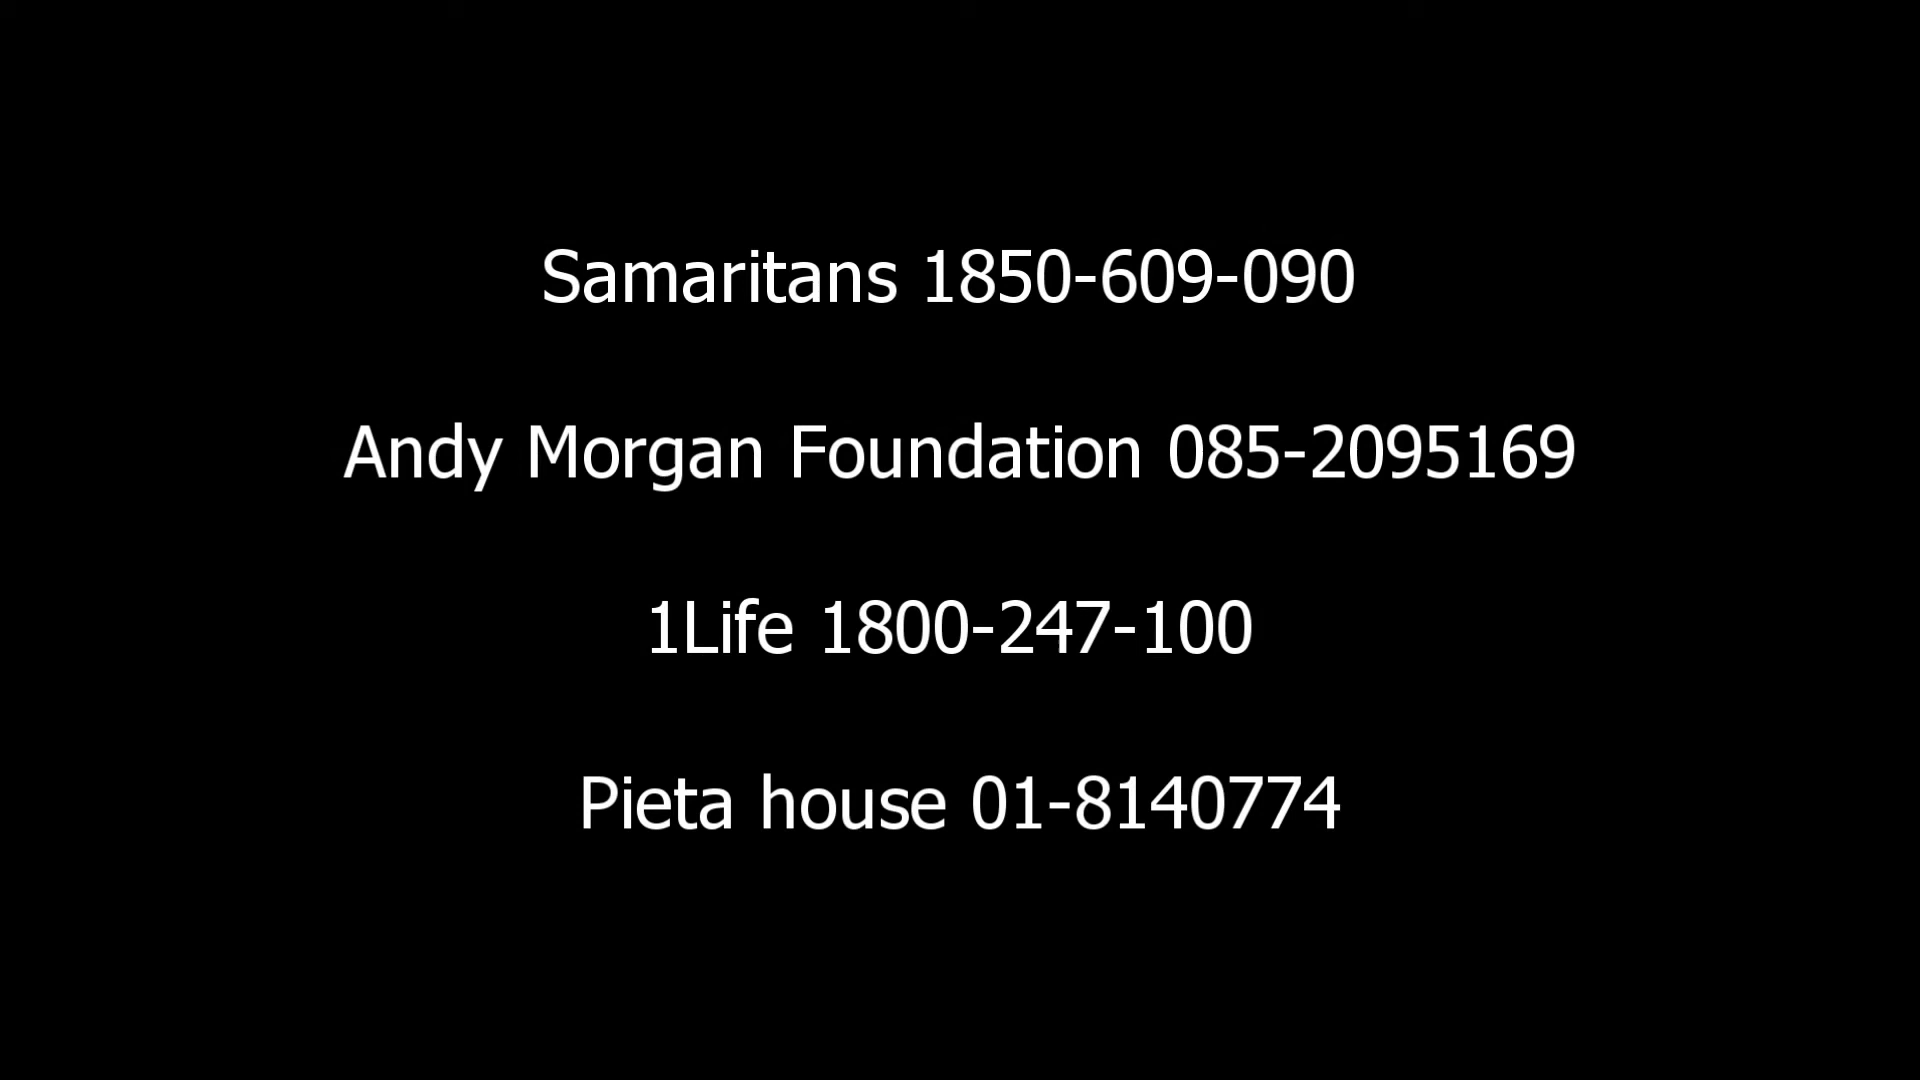 Samaritans 1850-609-090
Andy Morgan Foundation 085-2095169
1Life 1800-247-100
Pieta house 01-8140774